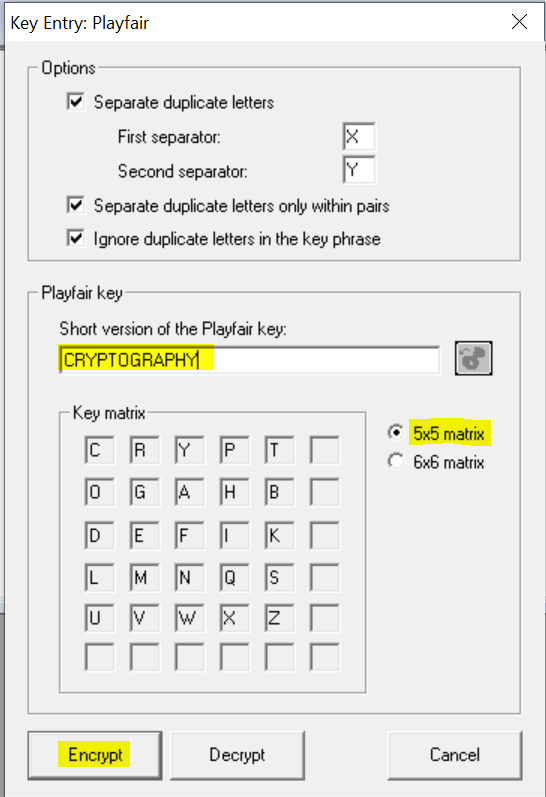 Key Entry: Playfair
Options
Separate duplicate letters
First separator: X
Second separator: Y
Separate duplicate letters only within pairs
Ignore duplicate letters in the key phrase
Playfair key
Short version of the Playfair key:
CRYPTOGRAPHY
Key matrix
5x5 matrix
6x6 matrix
C R Y P T
O G A H B
D E F I K
L M N Q S
U V W X Z
Encrypt Decrypt Cancel